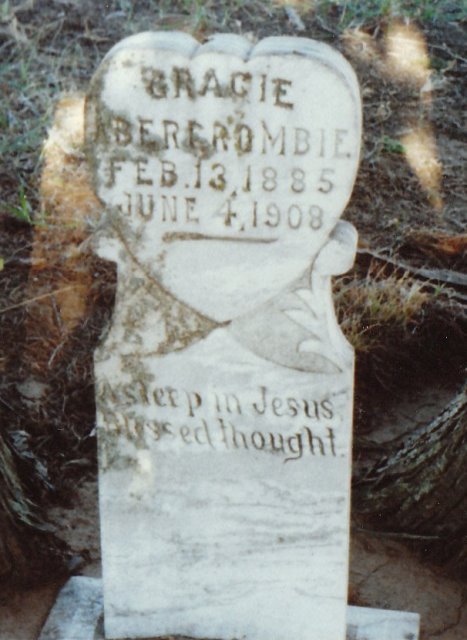 GRACIE
ABERCROMBIE
FEB. 13, 1885
JUNE 4, 1908
Asleep in Jesus
Blessed thought.